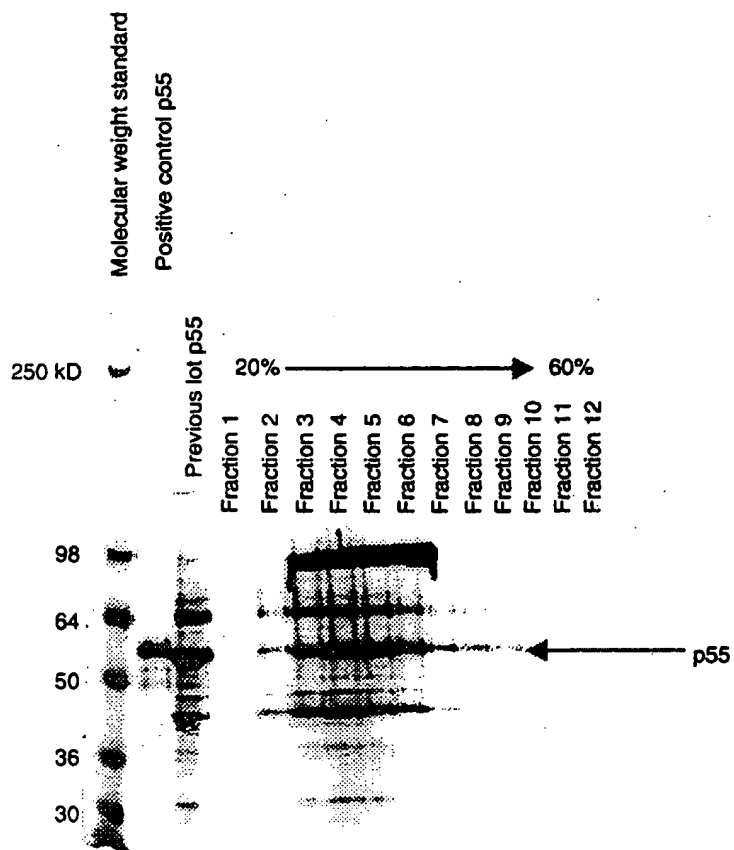 Molecular weight standard
Positive control p55
Previous lot p55
250 kD
20%
60%
Fraction 1
Fraction 2
Fraction 3
Fraction 4
Fraction 5
Fraction 6
Fraction 7
Fraction 8
Fraction 9
Fraction 10
Fraction 11
Fraction 12
98
64
50
36
30
p55